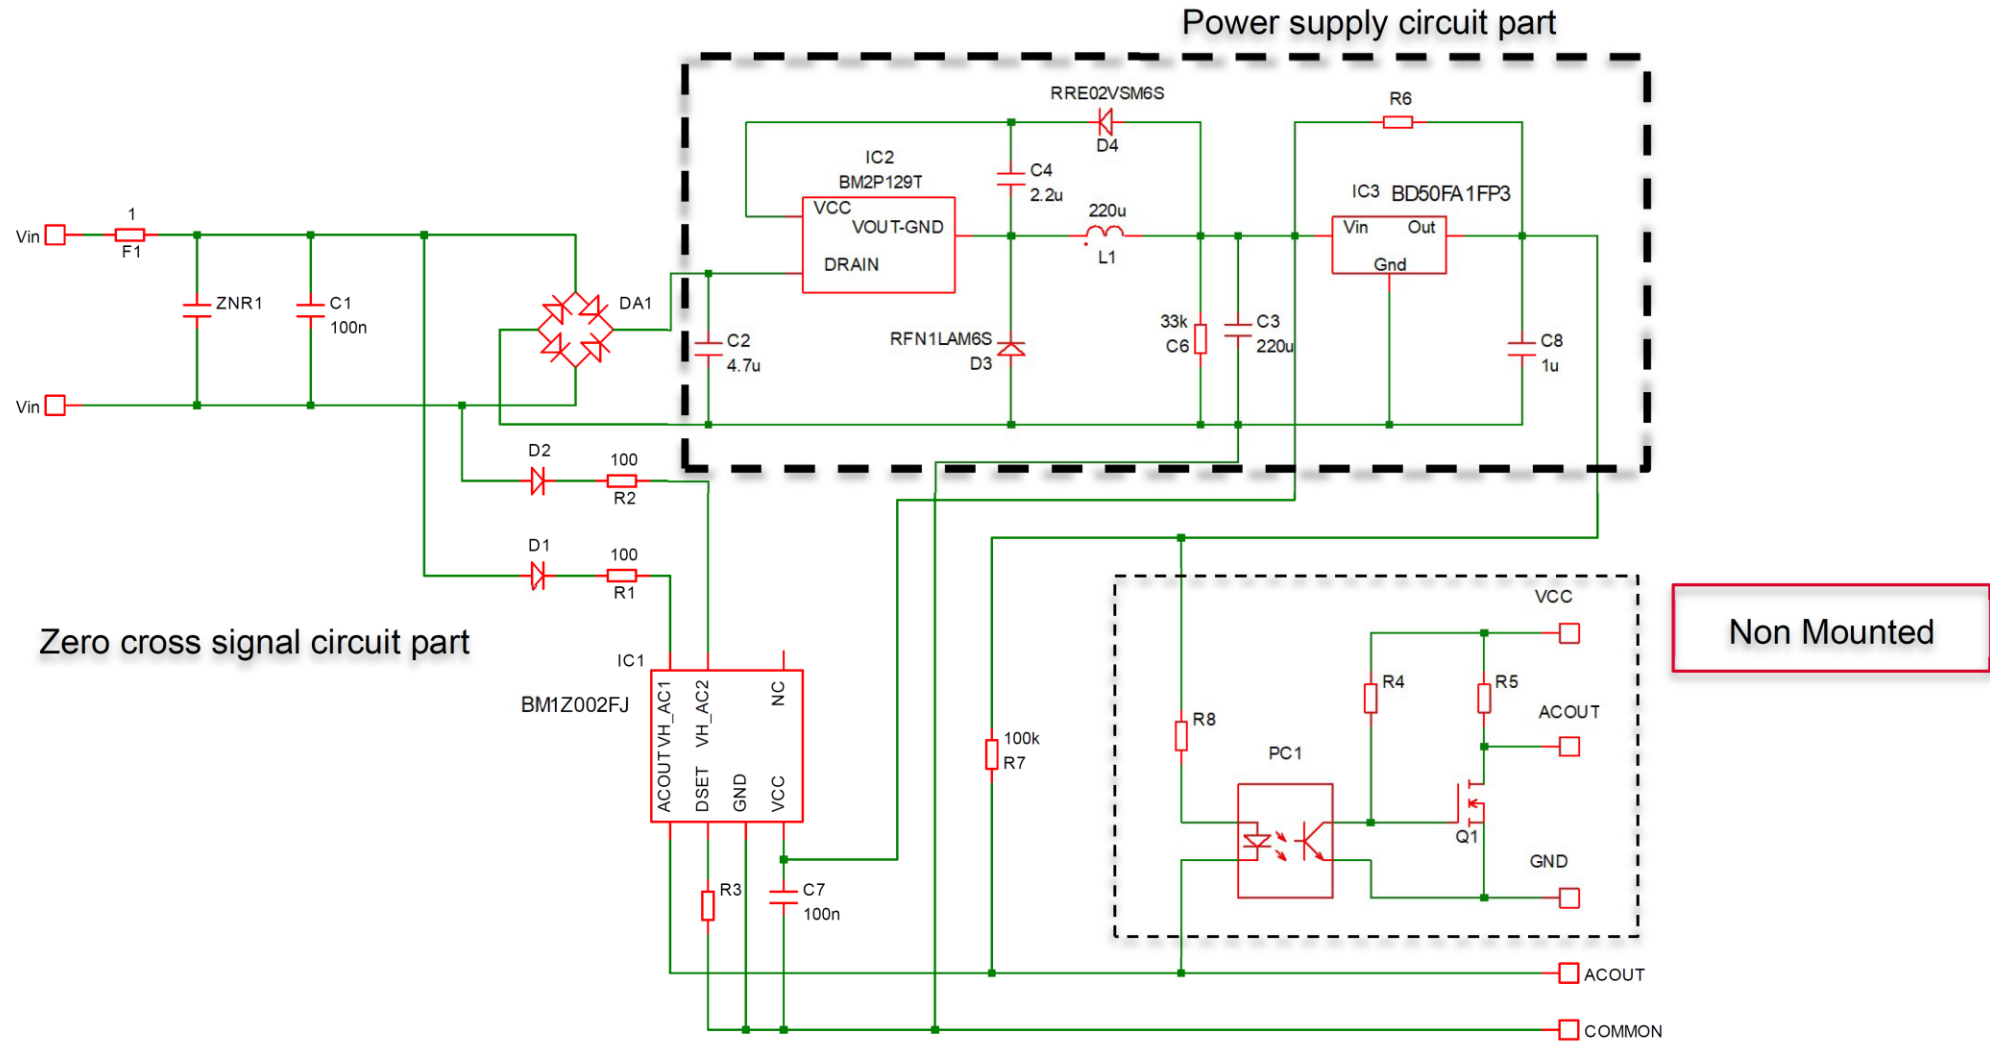 Power supply circuit part
RRE02VSM6S
D4
R6
IC2
BM2P129T
VCC
VOUT-GND
DRAIN
C4
2.2u
220u
L1
IC3 BD50FA1FP3
Vin Out
Gnd
1
F1
Vin
ZNR1
C1
100n
DA1
C2
4.7u
RFN1LAM6S
D3
33k
C6
C3
220u
C8
1u
Vin
D2
100
R2
D1
100
R1
Zero cross signal circuit part
IC1
BM1Z002FJ
VH_AC1
VH_AC2
NC
ACOUT
DSET
GND
VCC
R3
C7
100n
100k
R7
R8
PC1
R4
R5
Q1
VCC
ACOUT
GND
Non Mounted
ACOUT
COMMON